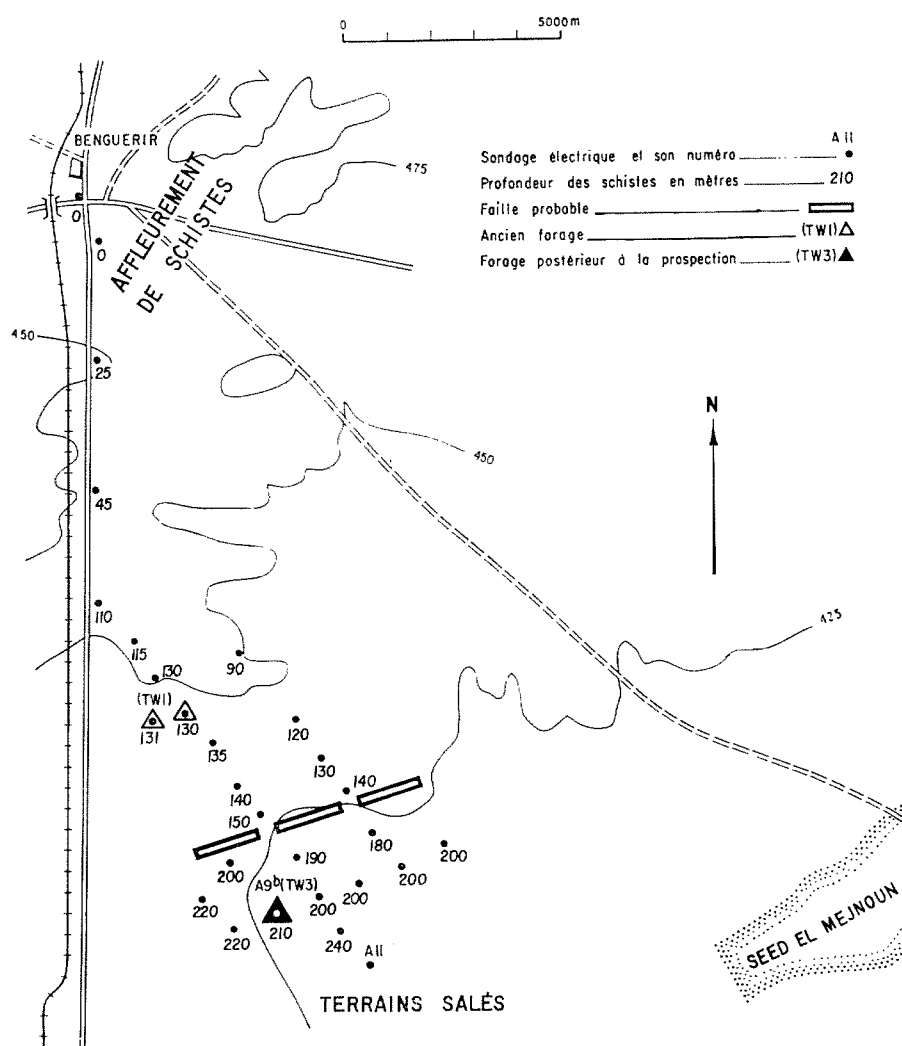 0 5000m
BENGUERIR
475
A11
Sondage électrique et son numéro
Profondeur des schistes en mètres 210
Faille probable
Ancien forage (TW1)
Forage postérieur à la prospection (TW3)
0
0
AFFLEUREMENT
DE SCHISTES
450
25
450
N
45
110
425
115
130
90
(TW1)
131
130
135
120
130
140
140
150
180
190
200
200
200
A9b(TW3)
200
200
220
210
220
240
A11
SEED EL MEJNOUN
TERRAINS SALÉS